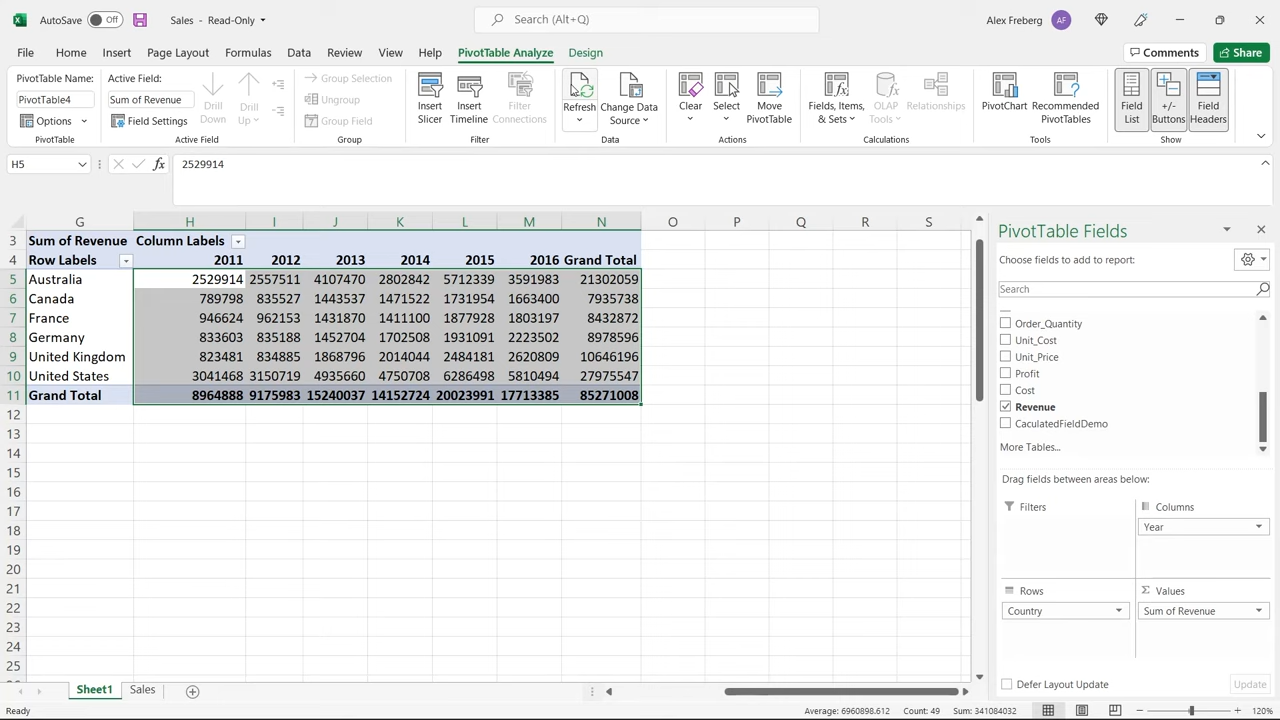 AutoSave Off Sales - Read-Only Search (Alt+Q) Alex Freberg AF
File Home Insert Page Layout Formulas Data Review View Help PivotTable Analyze Design Comments Share
PivotTable Name:
PivotTable4
Options
PivotTable
Active Field:
Sum of Revenue
Field Settings
Drill Down
Drill Up
Active Field
Group Selection
Ungroup
Group Field
Group
Insert Slicer
Insert Timeline
Filter Connections
Filter
Refresh
Change Data Source
Data
Clear
Select
Move PivotTable
Actions
Fields, Items, & Sets
OLAP Tools
Relationships
Calculations
PivotChart
Recommended PivotTables
Tools
Field List
+/- Buttons
Field Headers
Show
H5 fx 2529914
G H I J K L M N O P Q R S
3 Sum of Revenue Column Labels
4 Row Labels 2011 2012 2013 2014 2015 2016 Grand Total
5 Australia 2529914 2557511 4107470 2802842 5712339 3591983 21302059
6 Canada 789798 835527 1443537 1471522 1731954 1663400 7935738
7 France 946624 962153 1431870 1411100 1877928 1803197 8432872
8 Germany 833603 835188 1452704 1702508 1931091 2223502 8978596
9 United Kingdom 823481 834885 1868796 2014044 2484181 2620809 10646196
10 United States 3041468 3150719 4935660 4750708 6286498 5810494 27975547
11 Grand Total 8964888 9175983 15240037 14152724 20023991 17713385 85271008
12
13
14
15
16
17
18
19
20
21
22
23
24
25
PivotTable Fields
Choose fields to add to report:
Search
Order_Quantity
Unit_Cost
Unit_Price
Profit
Cost
Revenue
CaculatedFieldDemo
More Tables...
Drag fields between areas below:
Filters
Columns
Year
Rows
Country
Values
Sum of Revenue
Defer Layout Update Update
Sheet1 Sales
Ready Average: 6960898.612 Count: 49 Sum: 341084032 120%